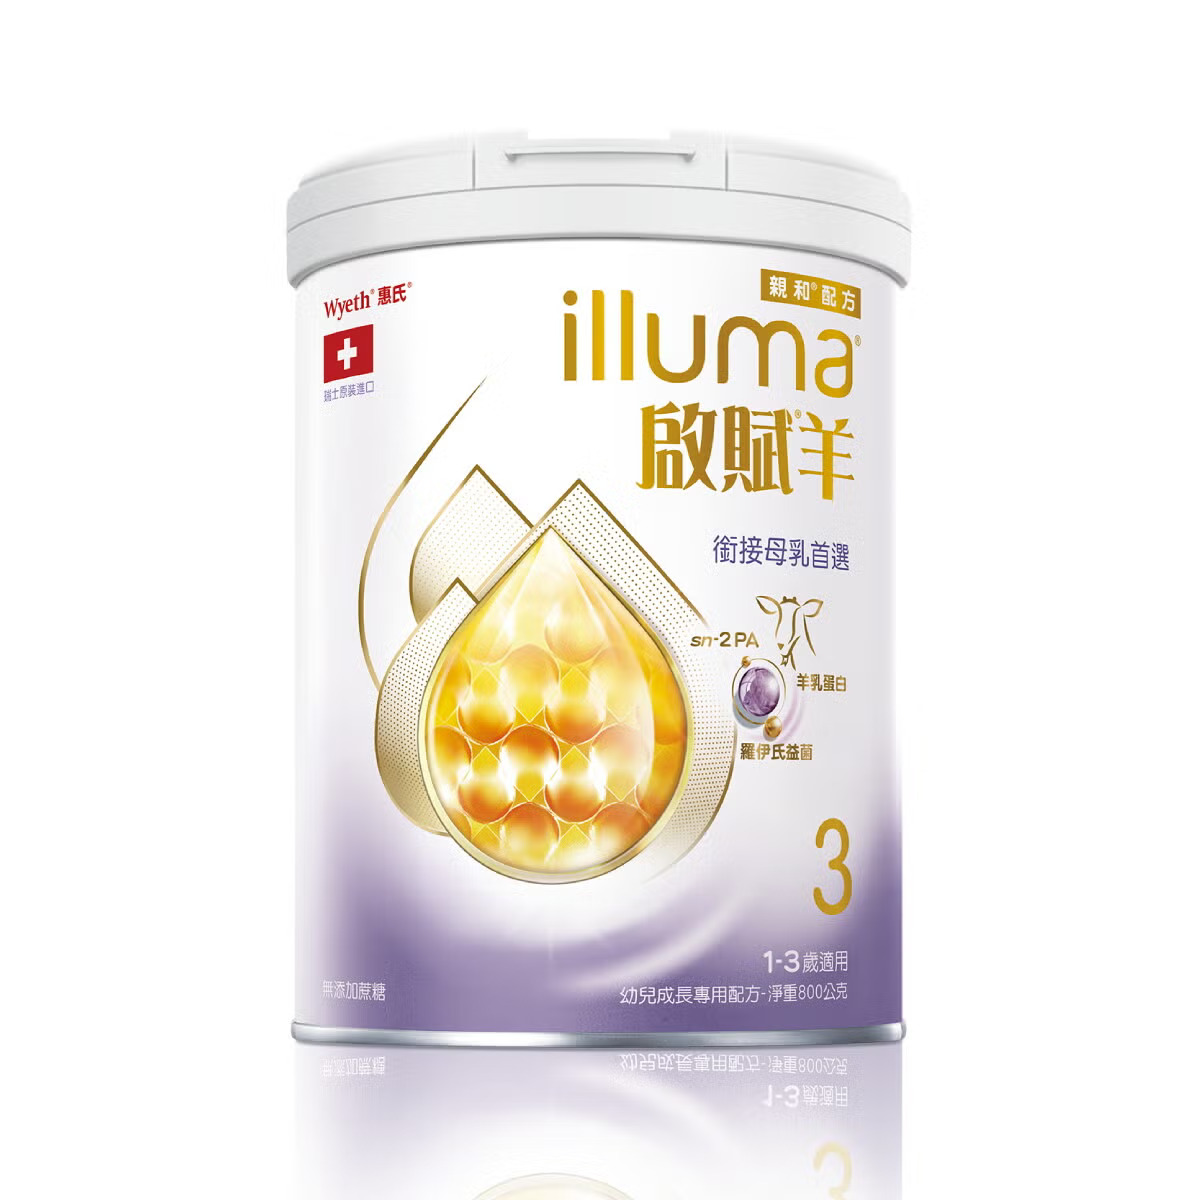 Wyeth® 惠氏®
瑞士原裝進口
親和®配方
illuma®
啟賦®羊
銜接母乳首選
sn-2 PA
羊乳蛋白
羅伊氏益菌
3
1-3歲適用
無添加蔗糖
幼兒成長專用配方-淨重800公克